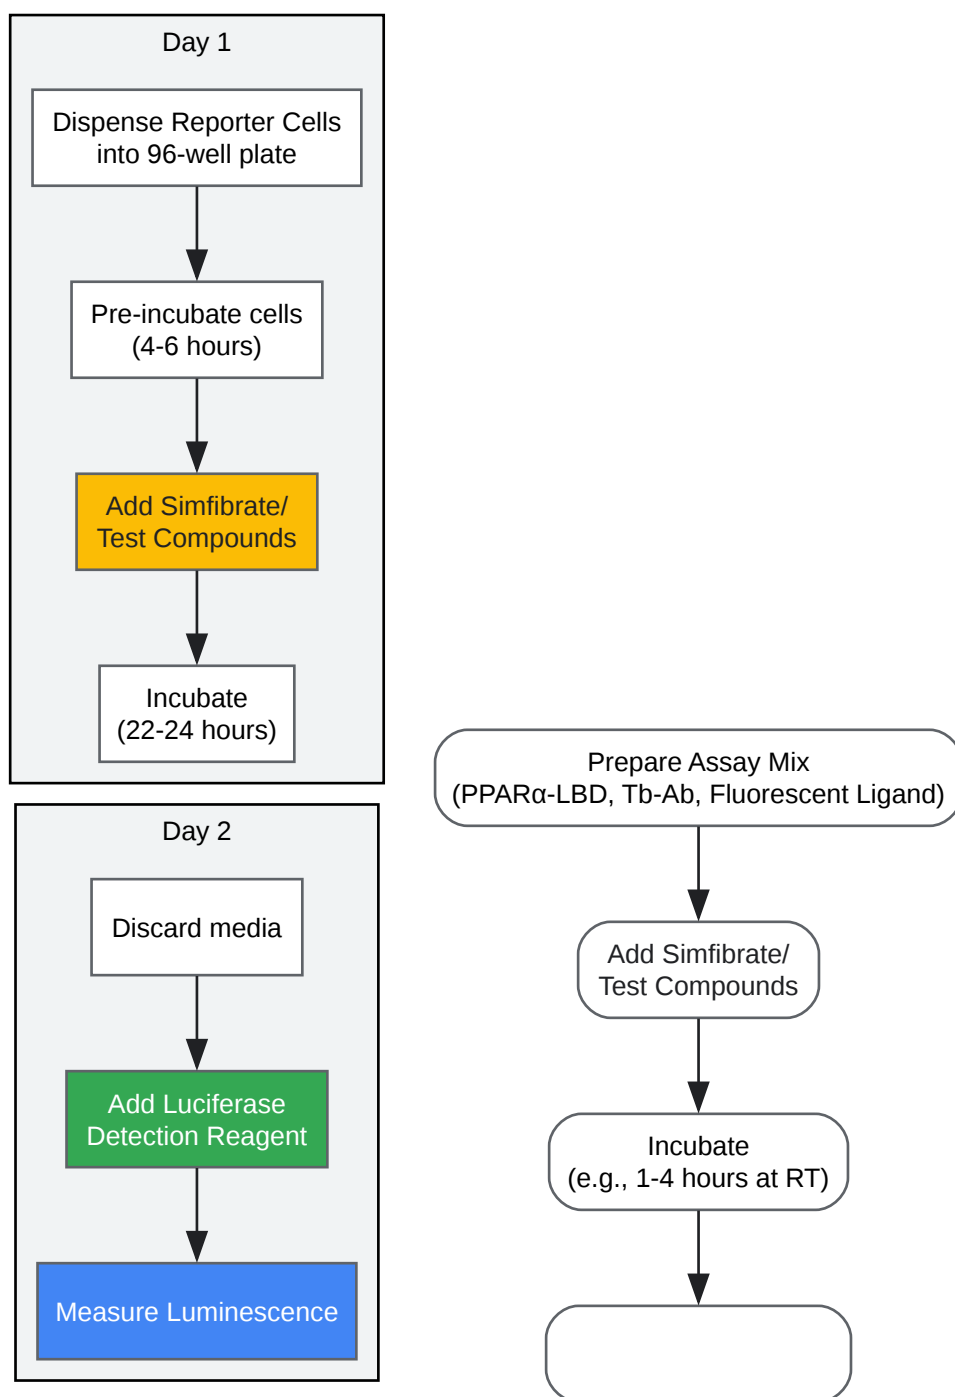 Day 1
Dispense Reporter Cells
into 96-well plate
Pre-incubate cells
(4-6 hours)
Add Simfibrate/
Test Compounds
Incubate
(22-24 hours)
Day 2
Discard media
Add Luciferase
Detection Reagent
Measure Luminescence
Prepare Assay Mix
(PPARα-LBD, Tb-Ab, Fluorescent Ligand)
Add Simfibrate/
Test Compounds
Incubate
(e.g., 1-4 hours at RT)